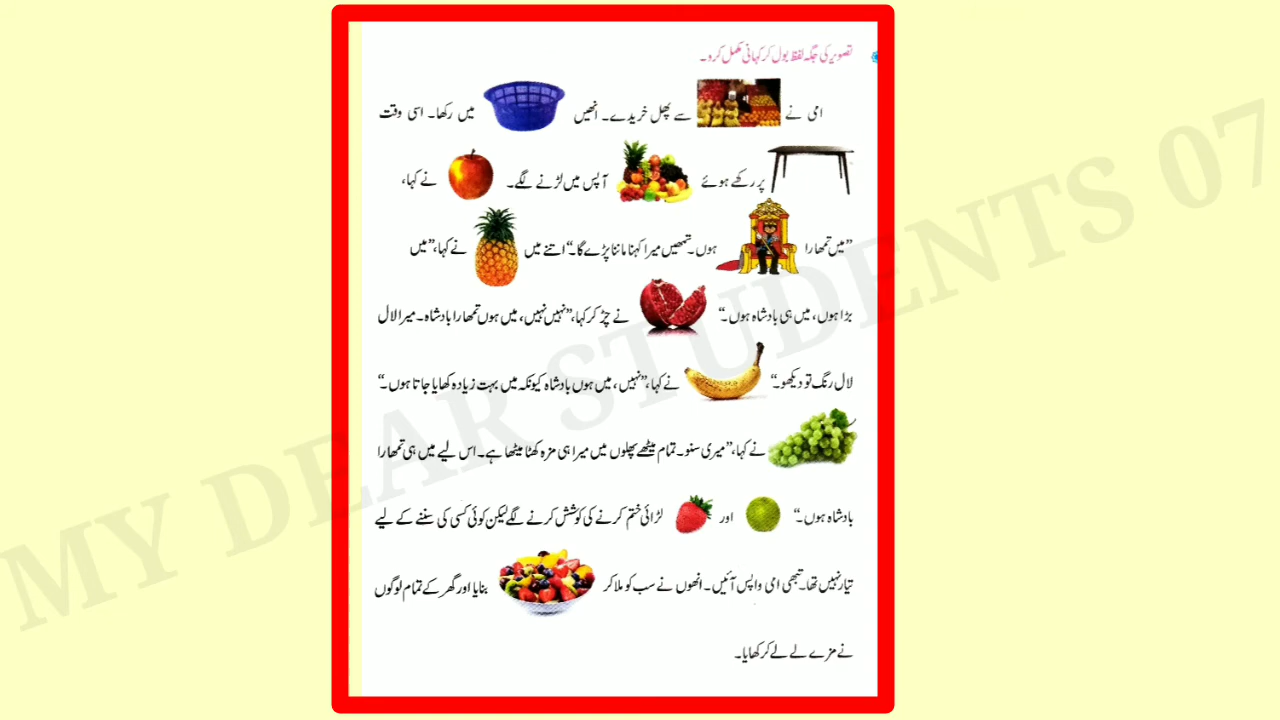 تصویر کی جگہ لفظ بول کر کہانی مکمل کرو۔
امی نے سے پھل خریدے۔ انھیں میں رکھا۔ اسی وقت
پر رکھے ہوئے آپس میں لڑنے لگے۔ نے کہا،
”میں تمھارا ہوں۔ تمھیں میرا کہنا ماننا پڑے گا۔“ اتنے میں نے کہا، ”میں
بڑا ہوں، میں ہی بادشاہ ہوں۔“ نے چڑ کر کہا، ”نہیں نہیں، میں ہوں تمھارا بادشاہ۔ میرا لال
لال رنگ تو دیکھو۔“ نے کہا، ”نہیں، میں ہوں بادشاہ کیونکہ میں بہت زیادہ کھایا جاتا ہوں۔“
نے کہا، ”میری سنو۔ تمام میٹھے پھلوں میں میرا ہی مزہ کھٹا میٹھا ہے۔ اس لیے میں ہی تمھارا
بادشاہ ہوں۔“ اور لڑائی ختم کرنے کی کوشش کرنے لگے لیکن کوئی کسی کی سننے کے لیے
تیار نہیں تھا۔ تبھی امی واپس آئیں۔ انھوں نے سب کو ملا کر بنایا اور گھر کے تمام لوگوں
نے مزے لے لے کر کھایا۔
MY DEAR STUDENTS 07